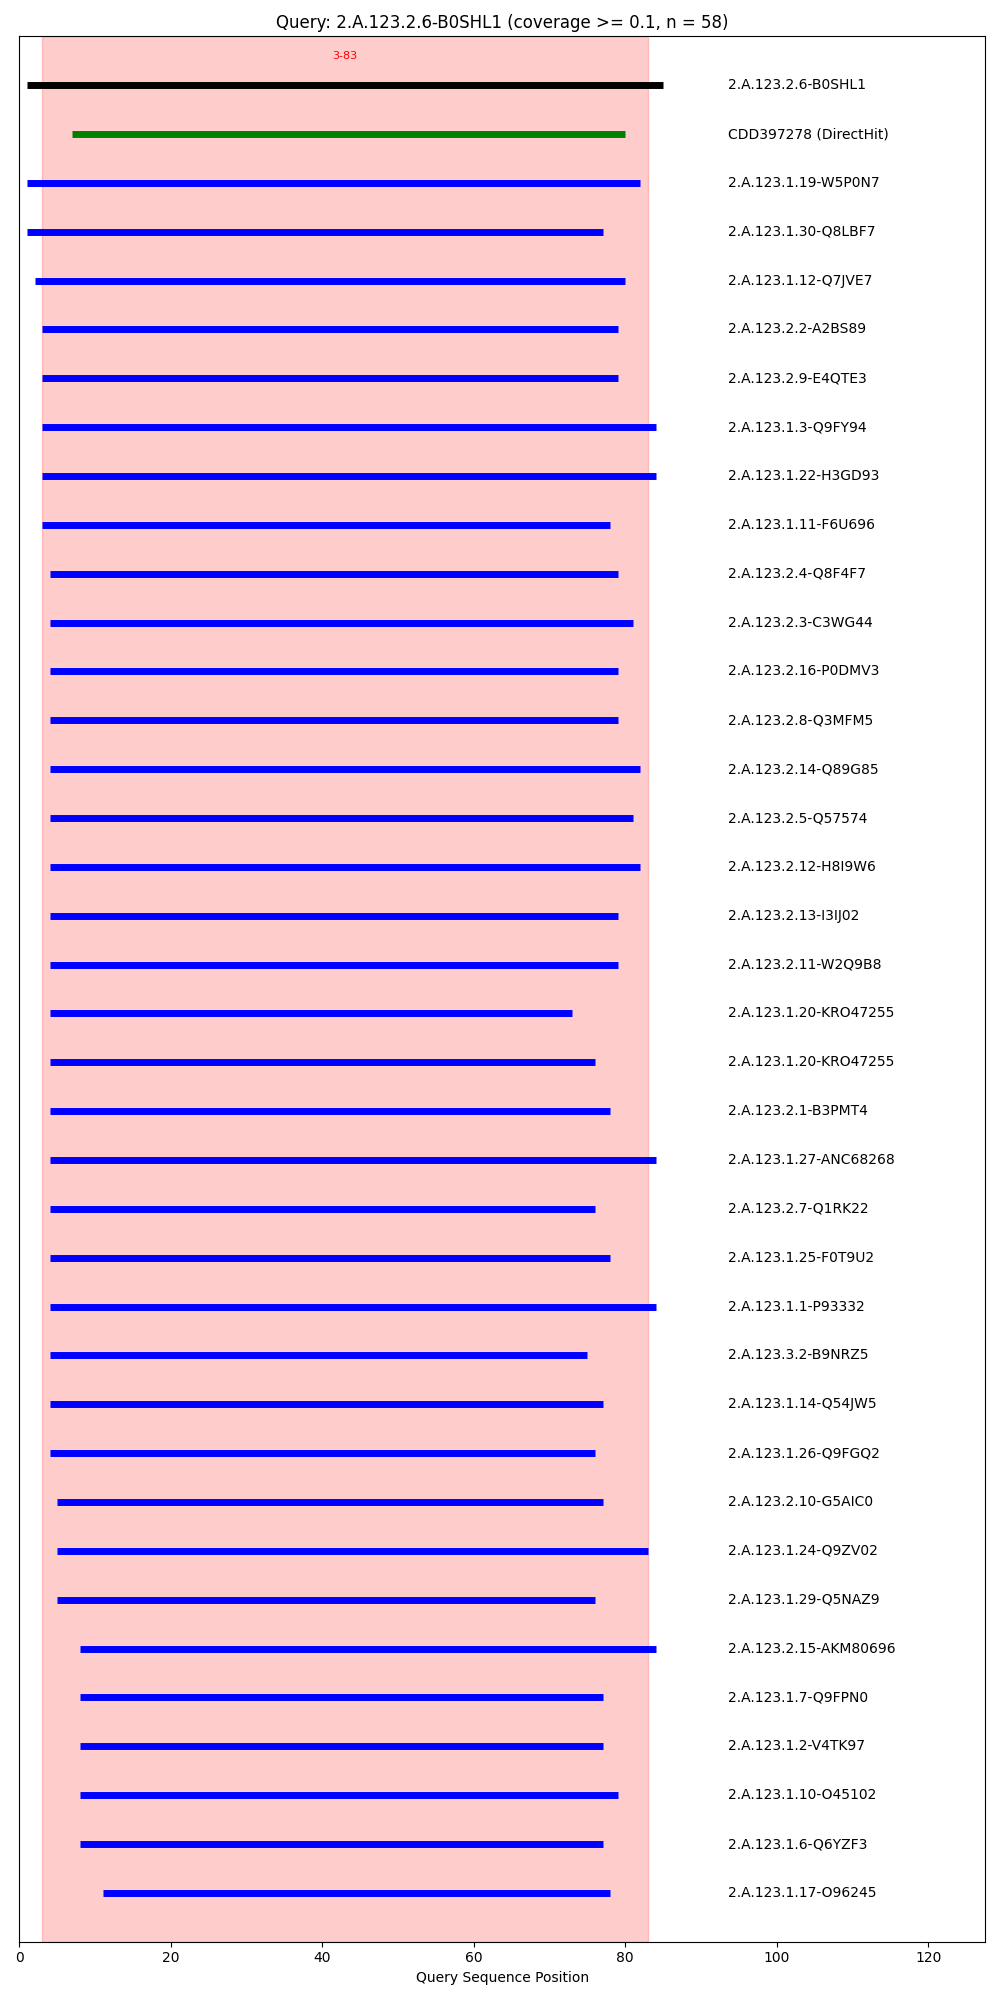 Query: 2.A.123.2.6-B0SHL1 (coverage >= 0.1, n = 58)
3-83
2.A.123.2.6-B0SHL1
CDD397278 (DirectHit)
2.A.123.1.19-W5P0N7
2.A.123.1.30-Q8LBF7
2.A.123.1.12-Q7JVE7
2.A.123.2.2-A2BS89
2.A.123.2.9-E4QTE3
2.A.123.1.3-Q9FY94
2.A.123.1.22-H3GD93
2.A.123.1.11-F6U696
2.A.123.2.4-Q8F4F7
2.A.123.2.3-C3WG44
2.A.123.2.16-P0DMV3
2.A.123.2.8-Q3MFM5
2.A.123.2.14-Q89G85
2.A.123.2.5-Q57574
2.A.123.2.12-H8I9W6
2.A.123.2.13-I3IJ02
2.A.123.2.11-W2Q9B8
2.A.123.1.20-KRO47255
2.A.123.1.20-KRO47255
2.A.123.2.1-B3PMT4
2.A.123.1.27-ANC68268
2.A.123.2.7-Q1RK22
2.A.123.1.25-F0T9U2
2.A.123.1.1-P93332
2.A.123.3.2-B9NRZ5
2.A.123.1.14-Q54JW5
2.A.123.1.26-Q9FGQ2
2.A.123.2.10-G5AIC0
2.A.123.1.24-Q9ZV02
2.A.123.1.29-Q5NAZ9
2.A.123.2.15-AKM80696
2.A.123.1.7-Q9FPN0
2.A.123.1.2-V4TK97
2.A.123.1.10-O45102
2.A.123.1.6-Q6YZF3
2.A.123.1.17-O96245
0 20 40 60 80 100 120
Query Sequence Position